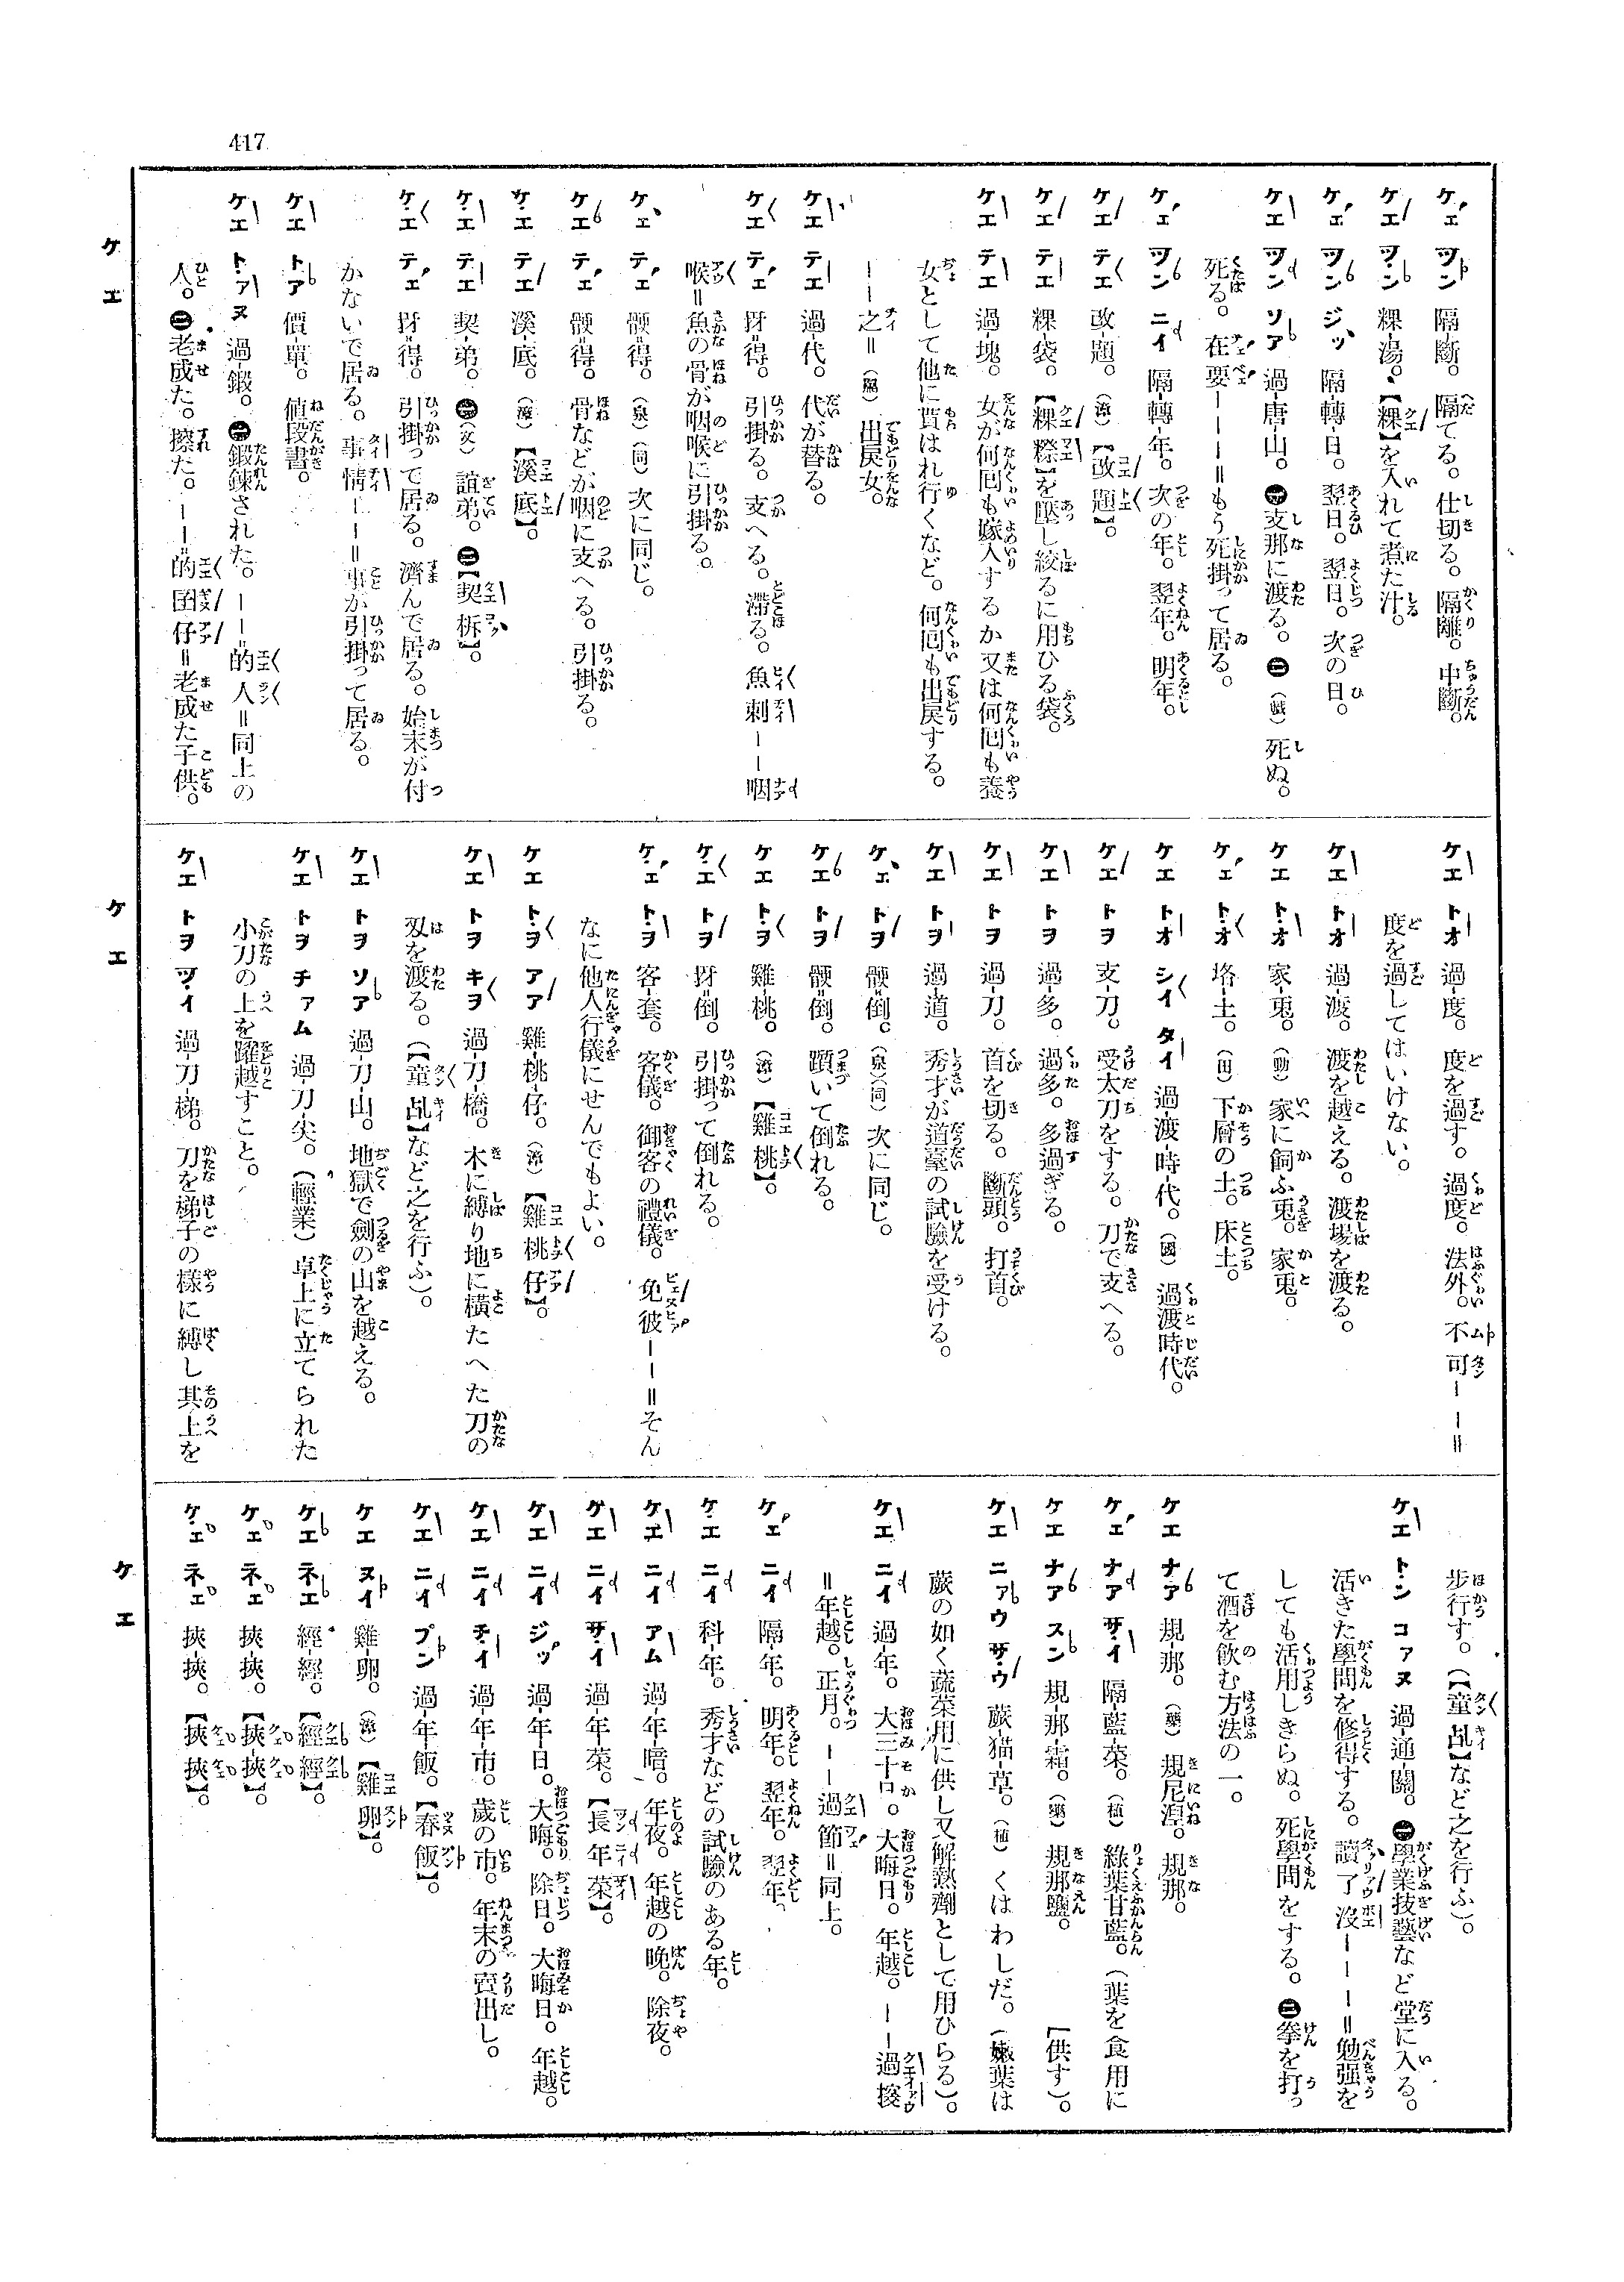 417
ケェ ツン 隔-斷。隔てる。仕切る。隔離。中斷。
ケエ ツン 粿-湯。【粿】を入れて煮た汁。
ケェ ツン ジッ 隔-轉-日。翌日。翌日。次の日。
ケエ ツン ソア 過-唐-山。㊀支那に渡る。㊁(戲)死ぬ。
死る。在要ーーー=もう死掛って居る。
ケェ ツン ニイ 隔-轉-年。次の年。翌年。明年。
ケエ テエ 改-題。(漳)【改題】。
ケエ テエ 粿-袋。【粿粶】を壓し絞るに用ひる袋。
ケエ テエ 過-塊。女が何囘も嫁入するか又は何囘も養
女として他に貰はれ行くなど。何囘も出戻する。
ーー之=(罵)出戻女。
ケエ テエ 過-代。代が替る。
ケエ テェ 拁=得。引掛る。支へる。滯る。魚刺ーー咽
喉=魚の骨が咽喉に引掛る。
ケェ テェ 骾=得。(泉)(同)次に同じ。
ケエ テェ 骾=得。骨などが咽に支へる。引掛る。
ケエ テエ 溪-底。(漳)【溪底】。
ケエ テエ 契-弟。㊀(文)誼弟。㊁【契柝】。
ケエ テェ 拁=得。引掛って居る。濟んで居る。始末が付
かないで居る。事情ーー=事が引掛って居る。
ケエ トア 價-單。値段書。
ケエ トァヌ 過-鍛。㊀鍛鍊された。ーー=的人=同上の
人。㊁老成た。擦た。ーー=的囝仔=老成た子供。
ケエ トオ 過-度。度を過す。過度。法外。不可ーー=
度を過してはいけない。
ケエ トオ 過-渡。渡を越える。渡場を渡る。
ケエ トオ 家-兎。(動)家に飼ふ兎。家兎。
ケェ トオ 垎-土。(田)下層の土。床土。
ケエ トオ シイ タイ 過-渡-時-代。(國)過渡時代。
ケエ トヲ 支-刀。受太刀をする。刀で支へる。
ケエ トヲ 過-多。過多。多過ぎる。
ケエ トヲ 過-刀。首を切る。斷頭。打首。
ケエ トヲ 過-道。秀才が道臺の試驗を受ける。
ケェ トヲ 骾=倒。(泉)(同)次に同じ。
ケエ トヲ 骾=倒。躓いて倒れる。
ケエ トヲ 雞-桃。(漳)【雞桃】。
ケエ トヲ 拁=倒。引掛って倒れる。
ケェ トヲ 客-套。客儀。御客の禮儀。免彼ーー=そん
なに他人行儀にせんでもよい。
ケエ トヲ アア 雞-桃-仔。(漳)【雞桃仔】。
ケエ トヲ キヲ 過-刀-橋。木に縛り地に横たへた刀の
刄を渡る。(【童乩】など之を行ふ)。
ケエ トヲ ソア 過-刀-山。地獄で劍の山を越える。
ケエ トヲ チァム 過-刀-尖。(輕業)卓上に立てられた
小刀の上を躍越すこと。
ケエ トヲ ツイ 過-刀-梯。刀を梯子の様に縛し其上を
步行す。(【童乩】など之を行ふ)。
ケエ トン コァヌ 過-通-關。㊀學業技藝など堂に入る。
活きた學問を修得する。讀了沒ーーー=勉强を
しても活用しきらぬ。死學問をする。㊁拳を打っ
て酒を飮む方法の一。
ケエ ナア 規-那。(藥)規尼涅。規那。
ケェ ナア サイ 隔-藍-菜。(植)綠葉甘藍。(葉を食用に
ケエ ナア スン 規-那-霜。(藥)規那鹽。 【供す)。
ケエ ニァウ サウ 蕨-猫-草。(植)くはわしだ。(嫩葉は
蕨の如く蔬菜用に供し又解熱劑として用ひらる)。
ケエ ニイ 過-年。大三十日。大晦日。年越。ーー過搝
=年越。正月。ーー過節=同上。
ケェ ニイ 隔-年。明年。翌年。翌年。
ケエ ニイ 科-年。秀才などの試驗のある年。
ケエ ニイ アム 過-年-暗。年夜。年越の晚。除夜。
ケエ ニイ サイ 過-年-菜。【長年菜】。
ケエ ニイ ジッ 過-年-日。大晦。除日。大晦日。年越。
ケエ ニイ チイ 過-年-市。歲の市。年末の賣出し。
ケエ ニイ プン 過-年-飯。【春飯】。
ケエ ヌイ 雞-卵。(漳)【雞卵】。
ケエ ネエ 經-經。【經經】。
ケェ ネェ 挾-挾。【挾挾】。
ケェ ネェ 挾-挾。【挾挾】。
ケエ
ケエ
ケエ